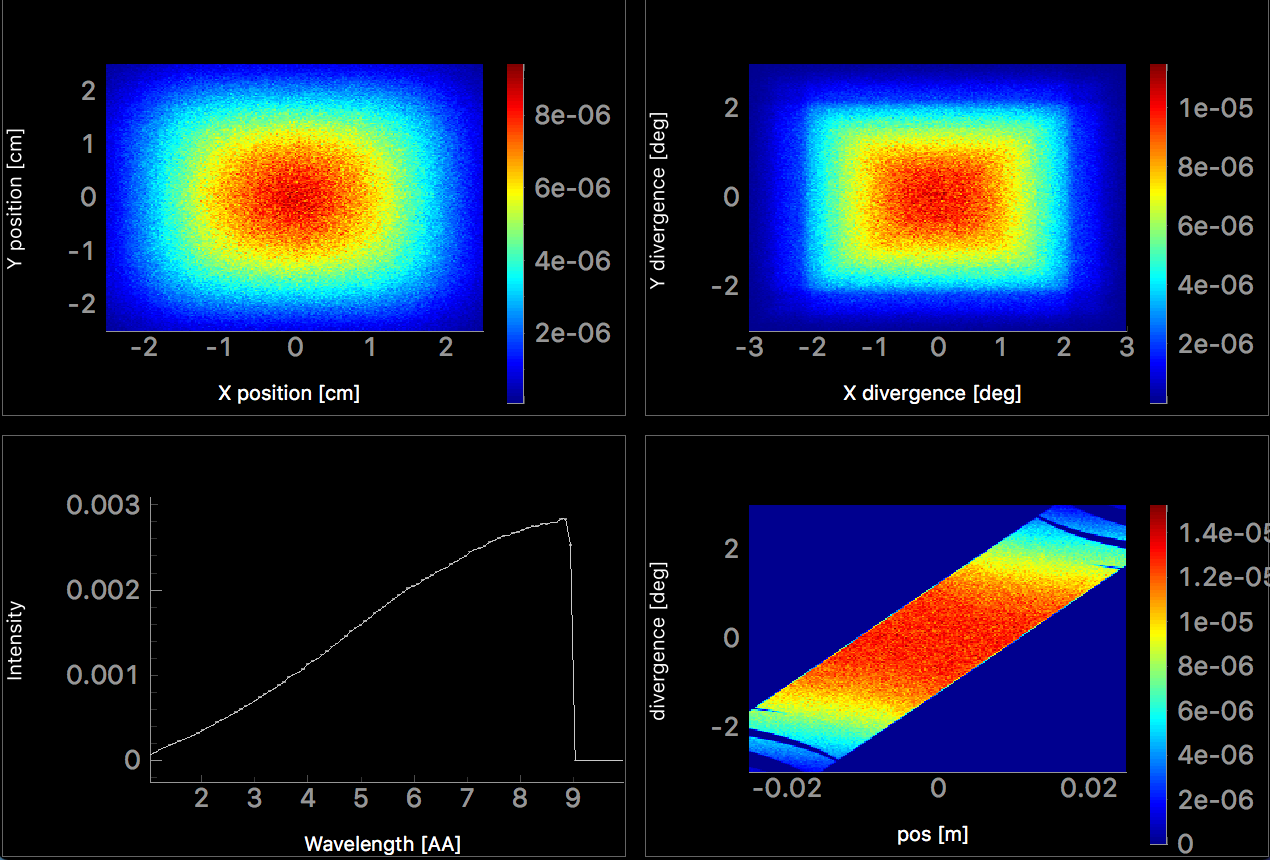 Y position [cm]
2
1
0
-1
-2
-2 -1 0 1 2
X position [cm]
8e-06
6e-06
4e-06
2e-06
Y divergence [deg]
2
0
-2
-3 -2 -1 0 1 2 3
X divergence [deg]
1e-05
8e-06
6e-06
4e-06
2e-06
Intensity
0.003
0.002
0.001
0
2 3 4 5 6 7 8 9
Wavelength [AA]
divergence [deg]
2
0
-2
-0.02 0 0.02
pos [m]
1.4e-05
1.2e-05
1e-05
8e-06
6e-06
4e-06
2e-06
0